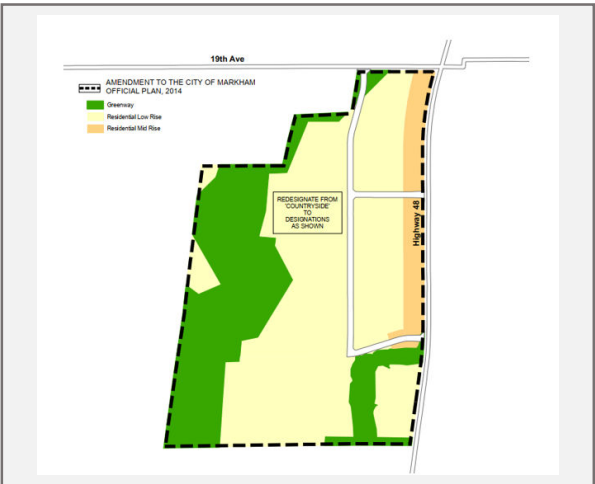 19th Ave
AMENDMENT TO THE CITY OF MARKHAM
OFFICIAL PLAN, 2014
Greenway
Residential Low Rise
Residential Mid Rise
REDESIGNATE FROM
'COUNTRYSIDE'
TO
DESIGNATIONS
AS SHOWN
Highway 48